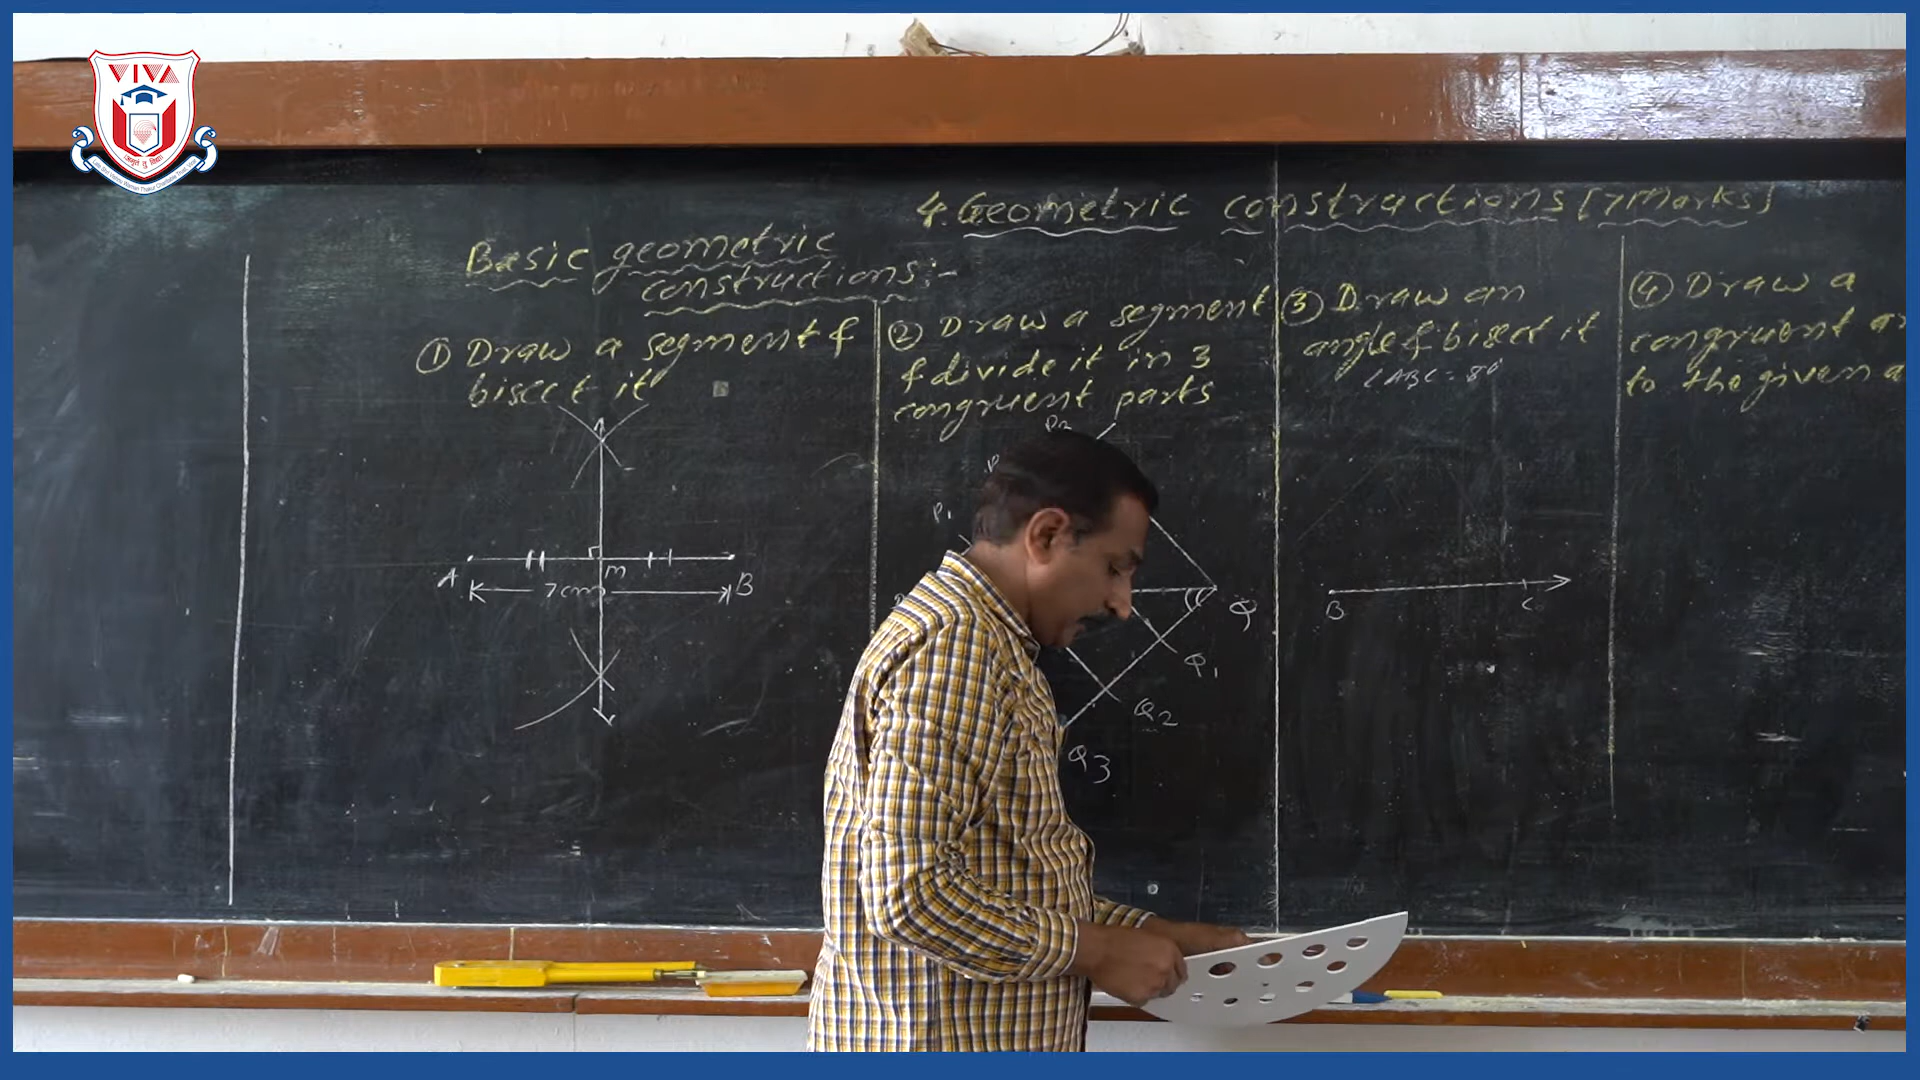 VIVA
4. Geometric constructions [7 Marks]
Basic geometric
constructions:-
① Draw a segment &
bisect it
A
M
7cm
B
② Draw a segment
& divide it in 3
congruent parts
P2
P
P1
Q
Q1
Q2
Q3
③ Draw an
angle & bisect it
∠ABC = 80°
B
C
④ Draw a
congruent
to the given